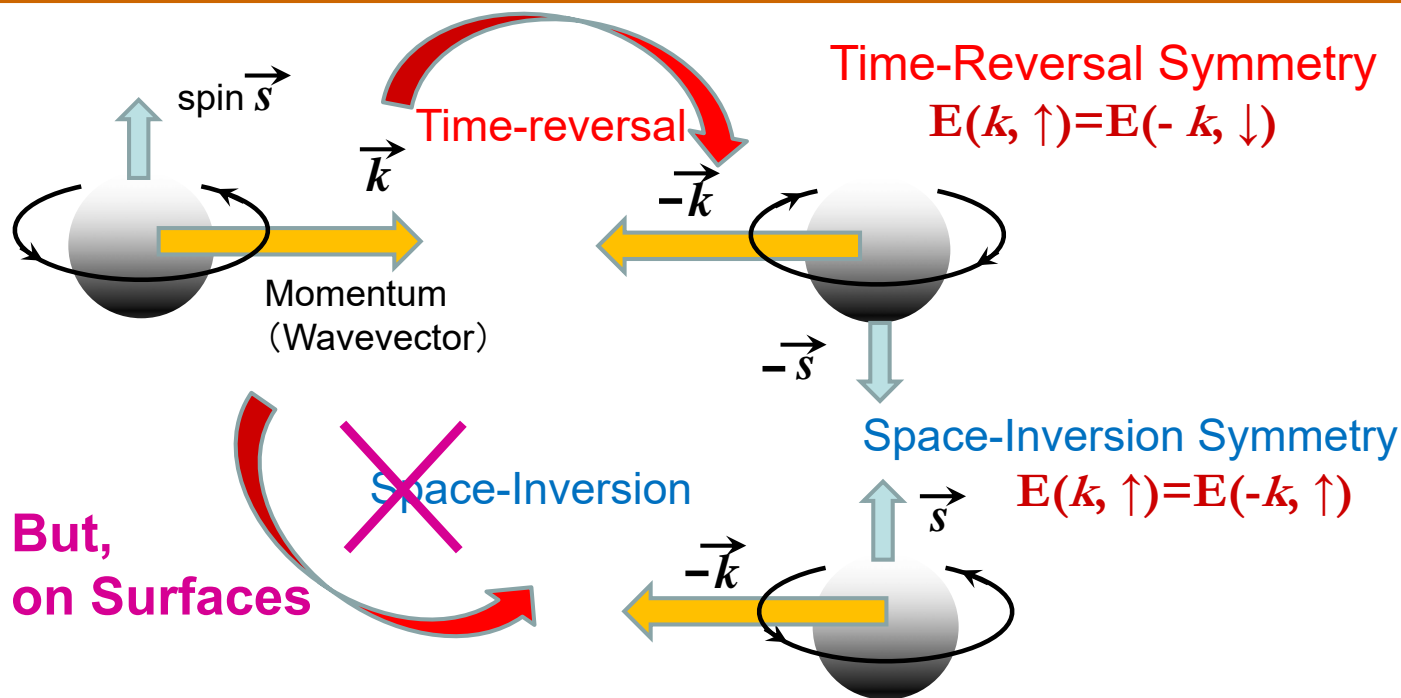 Time-Reversal Symmetry
E(k, ↑)=E(- k, ↓)
spin s
Time-reversal
k
−k
Momentum
（Wavevector）
−s
Space-Inversion Symmetry
E(k, ↑)=E(-k, ↑)
Space-Inversion
s
But,
on Surfaces
−k